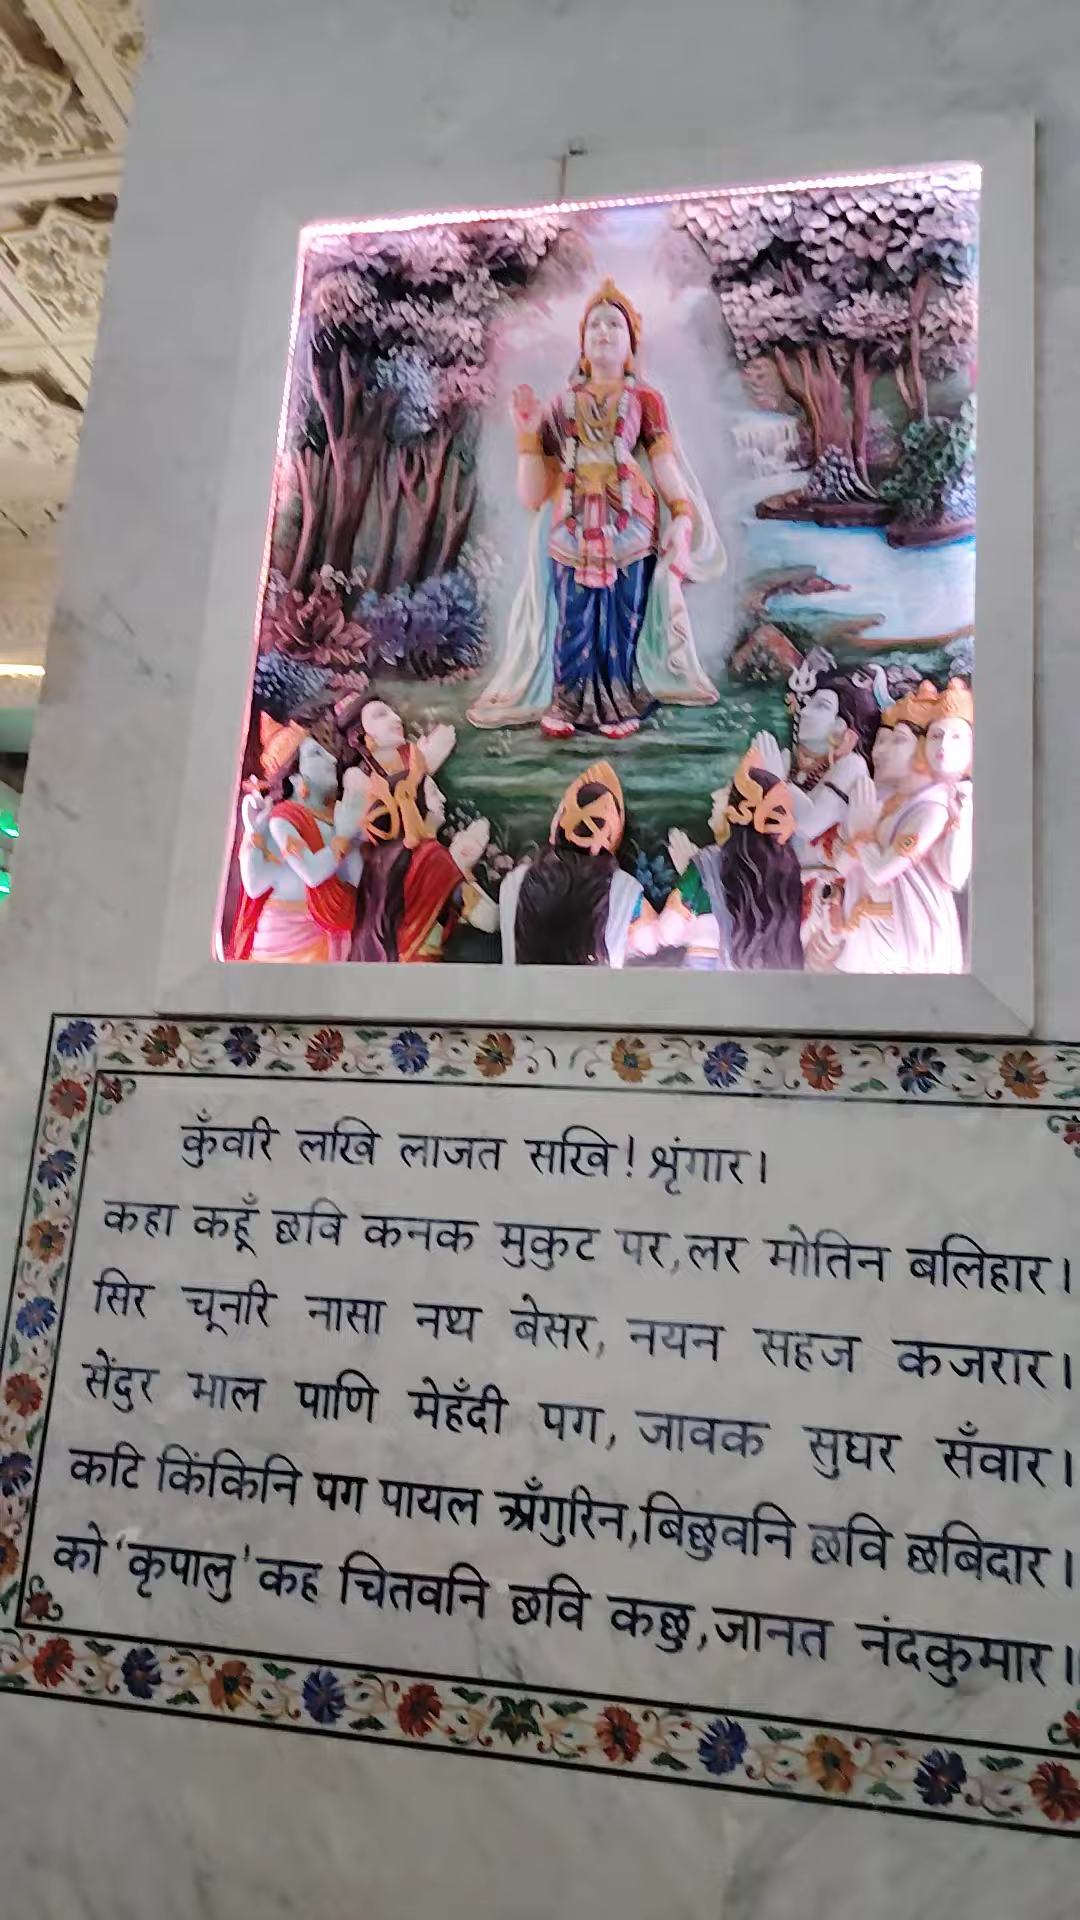 कुँवारि लखि लाजत सखि! श्रृंगार।
कहा कहूँ छवि कनक मुकुट पर,लर मोतिन बलिहार।
सिर चूनरि नासा नथ बेसर, नयन सहज कजरार।
सेंदुर भाल पाणि मेहँदी पग, जावक सुघर सँवार।
कटि किंकिनि पग पायल अँगुरिन,बिछुवनि छवि छबिदार।
को 'कृपालु' कह चितवनि छवि कछु,जानत नंदकुमार॥